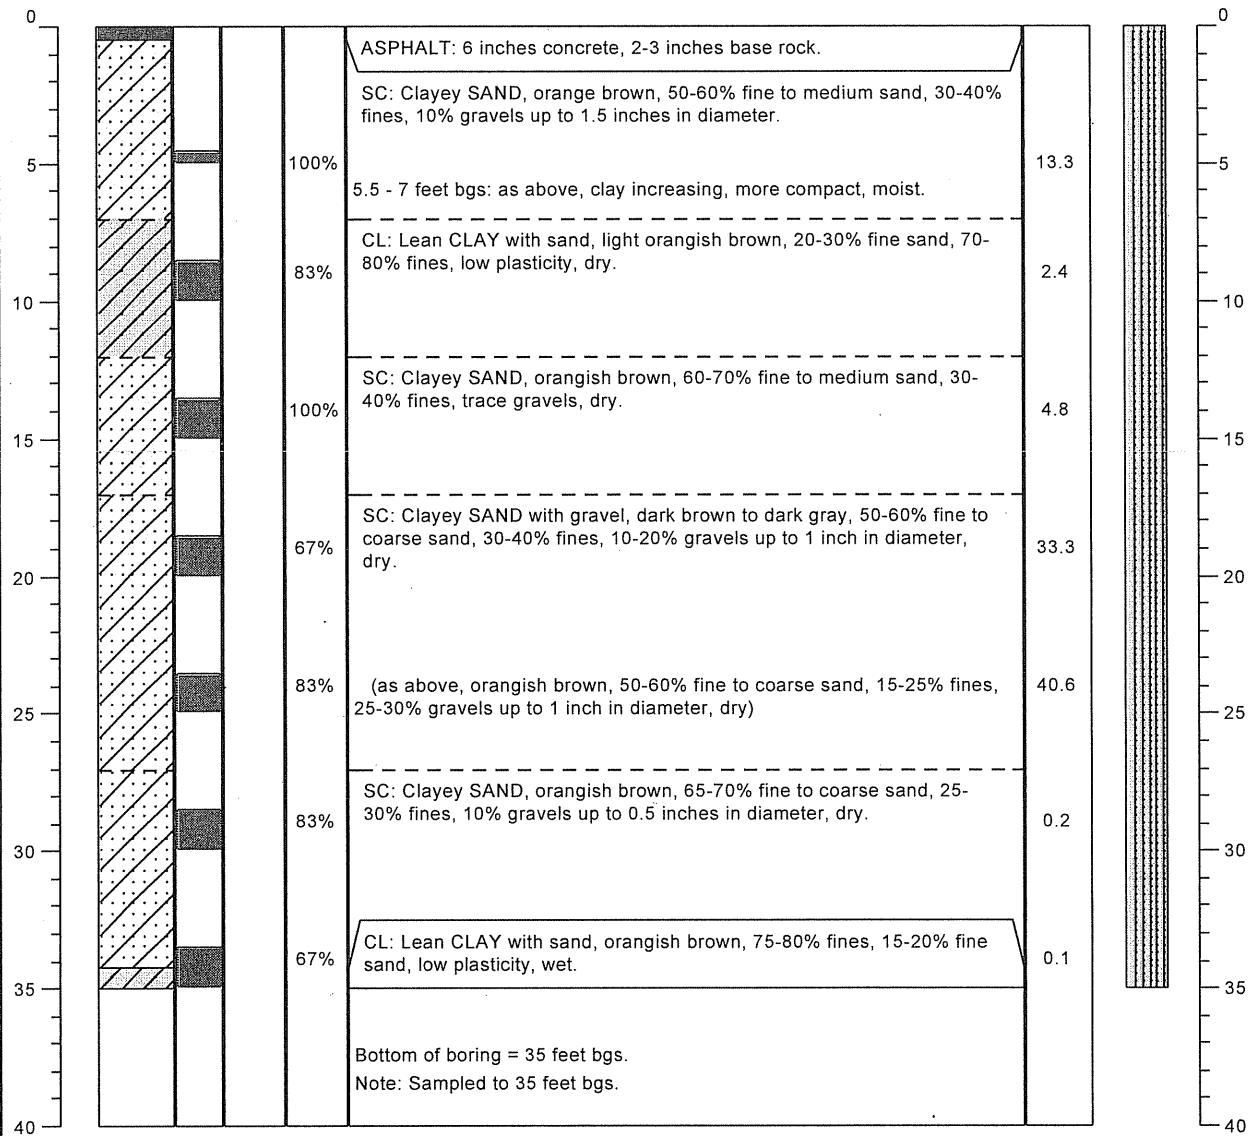 0
0
ASPHALT: 6 inches concrete, 2-3 inches base rock.
SC: Clayey SAND, orange brown, 50-60% fine to medium sand, 30-40%
fines, 10% gravels up to 1.5 inches in diameter.
5
100%
13.3
5
5.5 - 7 feet bgs: as above, clay increasing, more compact, moist.
CL: Lean CLAY with sand, light orangish brown, 20-30% fine sand, 70-
80% fines, low plasticity, dry.
83%
2.4
10
10
SC: Clayey SAND, orangish brown, 60-70% fine to medium sand, 30-
40% fines, trace gravels, dry.
100%
4.8
15
15
SC: Clayey SAND with gravel, dark brown to dark gray, 50-60% fine to
coarse sand, 30-40% fines, 10-20% gravels up to 1 inch in diameter,
dry.
67%
33.3
20
20
83%
(as above, orangish brown, 50-60% fine to coarse sand, 15-25% fines,
25-30% gravels up to 1 inch in diameter, dry)
40.6
25
25
SC: Clayey SAND, orangish brown, 65-70% fine to coarse sand, 25-
30% fines, 10% gravels up to 0.5 inches in diameter, dry.
83%
0.2
30
30
CL: Lean CLAY with sand, orangish brown, 75-80% fines, 15-20% fine
sand, low plasticity, wet.
67%
0.1
35
35
Bottom of boring = 35 feet bgs.
Note: Sampled to 35 feet bgs.
40
40